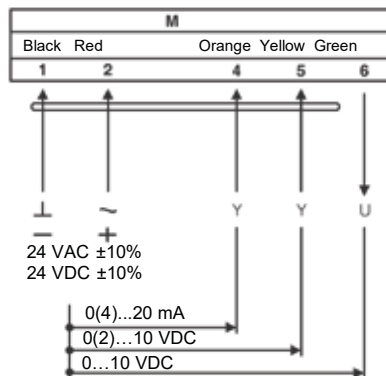 M
Black Red Orange Yellow Green
1 2 4 5 6
⊥ ~ Y Y U
− +
24 VAC ±10%
24 VDC ±10%
0(4)...20 mA
0(2)...10 VDC
0...10 VDC